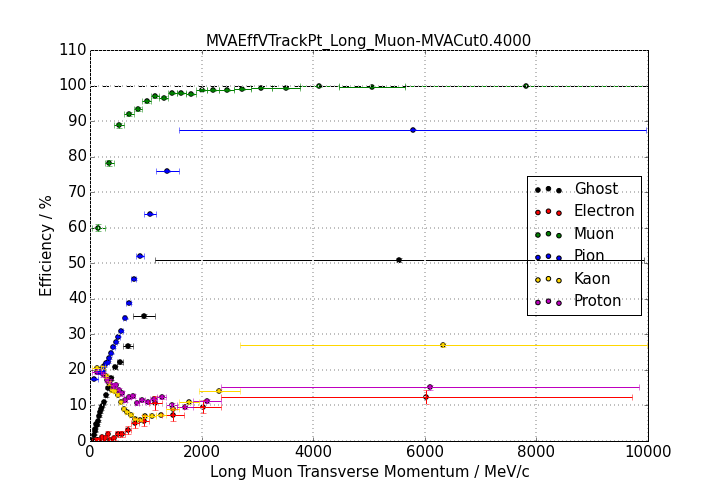 MVAEffVTrackPt_Long_Muon-MVACut0.4000
110
100
90
80
70
60
50
40
30
20
10
0
Efficiency / %
Ghost
Electron
Muon
Pion
Kaon
Proton
0 2000 4000 6000 8000 10000
Long Muon Transverse Momentum / MeV/c